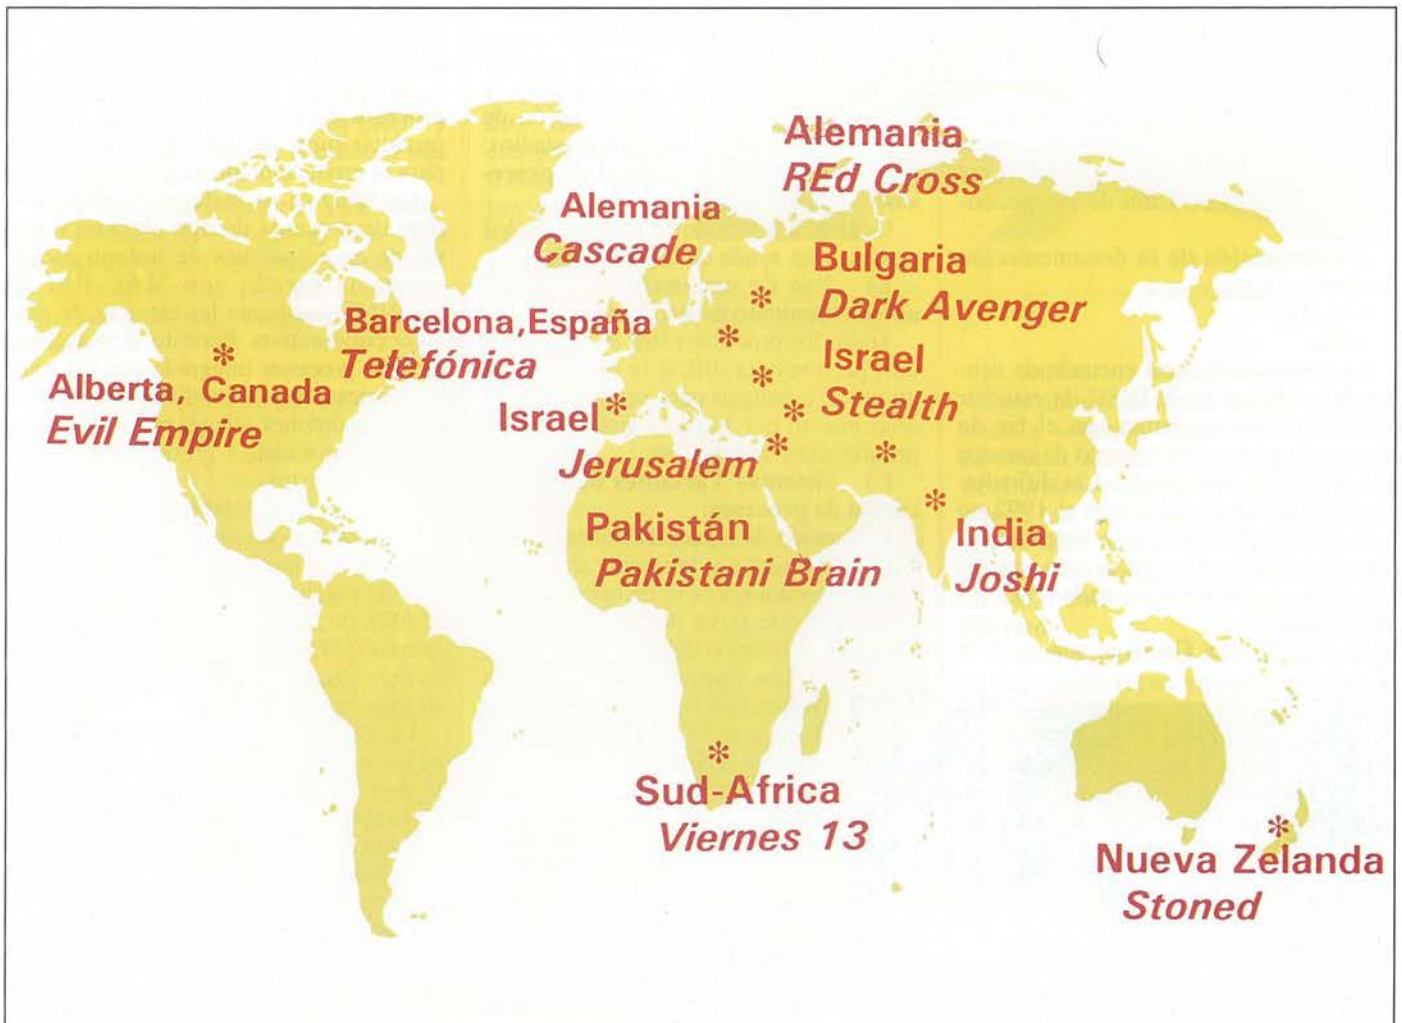 Alemania
REd Cross
Alemania
Cascade
Bulgaria
Dark Avenger
Barcelona, España
Telefónica
Israel
Stealth
Alberta, Canada
Evil Empire
Israel
Jerusalem
Pakistán
Pakistani Brain
India
Joshi
Sud-Africa
Viernes 13
Nueva Zelanda
Stoned